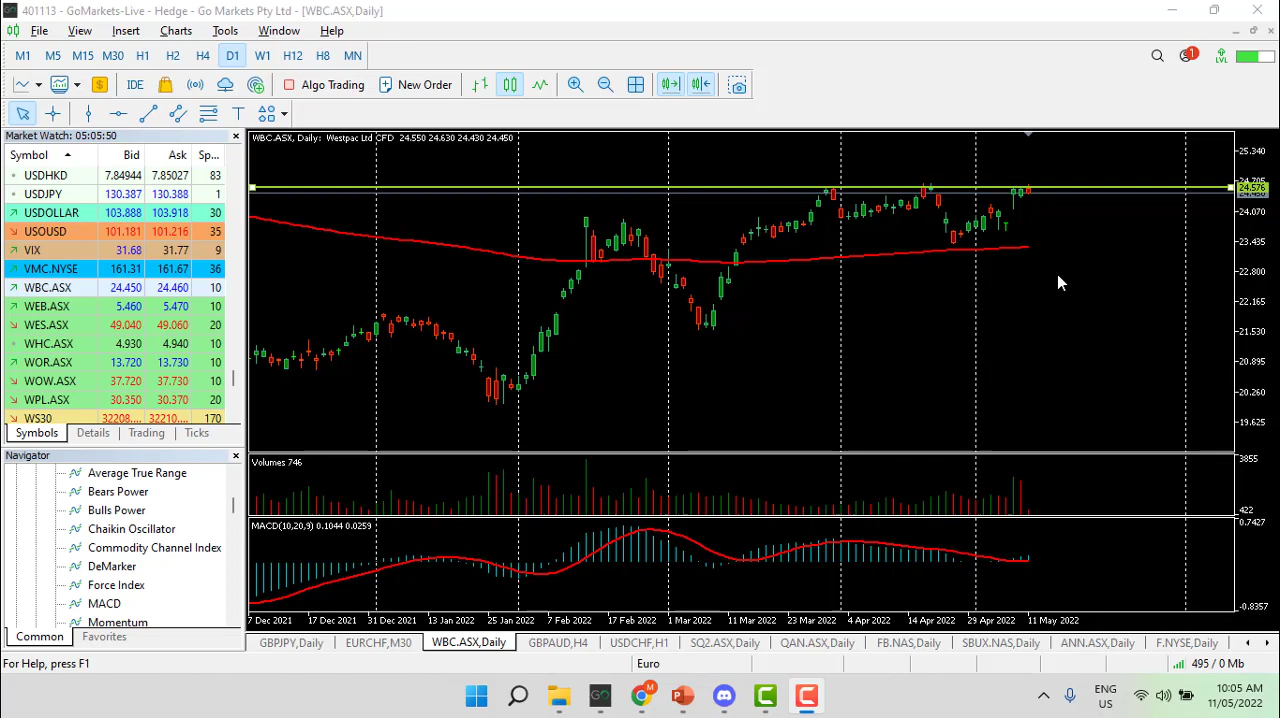 401113 - GoMarkets-Live - Hedge - Go Markets Pty Ltd - [WBC.ASX,Daily]
File View Insert Charts Tools Window Help
M1 M5 M15 M30 H1 H2 H4 D1 W1 H12 H8 MN
1 LVL
IDE Algo Trading New Order
Market Watch: 05:05:50
Symbol Bid Ask Sp...
USDHKD 7.84944 7.85027 83
USDJPY 130.387 130.388 1
USDOLLAR 103.888 103.918 30
USOUSD 101.181 101.216 35
VIX 31.68 31.77 9
VMC.NYSE 161.31 161.67 36
WBC.ASX 24.450 24.460 10
WEB.ASX 5.460 5.470 10
WES.ASX 49.040 49.060 20
WHC.ASX 4.930 4.940 10
WOR.ASX 13.720 13.730 10
WOW.ASX 37.720 37.730 10
WPL.ASX 30.350 30.370 20
WS30 32208.... 32210.... 170
Symbols Details Trading Ticks
Navigator
Average True Range
Bears Power
Bulls Power
Chaikin Oscillator
Commodity Channel Index
DeMarker
Force Index
MACD
Momentum
Common Favorites
WBC.ASX, Daily: Westpac Ltd CFD 24.550 24.630 24.430 24.450
25.340
24.705
24.576
24.070
23.435
22.800
22.165
21.530
20.895
20.260
19.625
Volumes 746
3855
422
MACD(10,20,9) 0.1044 0.0259
0.7427
-0.8357
7 Dec 2021 17 Dec 2021 31 Dec 2021 13 Jan 2022 25 Jan 2022 7 Feb 2022 17 Feb 2022 1 Mar 2022 11 Mar 2022 23 Mar 2022 4 Apr 2022 14 Apr 2022 29 Apr 2022 11 May 2022
GBPJPY,Daily EURCHF,M30 WBC.ASX,Daily GBPAUD,H4 USDCHF,H1 SQ2.ASX,Daily QAN.ASX,Daily FB.NAS,Daily SBUX.NAS,Daily ANN.ASX,Daily F.NYSE,Daily
For Help, press F1 Euro 495 / 0 Mb
ENG
US
10:05 AM
11/05/2022